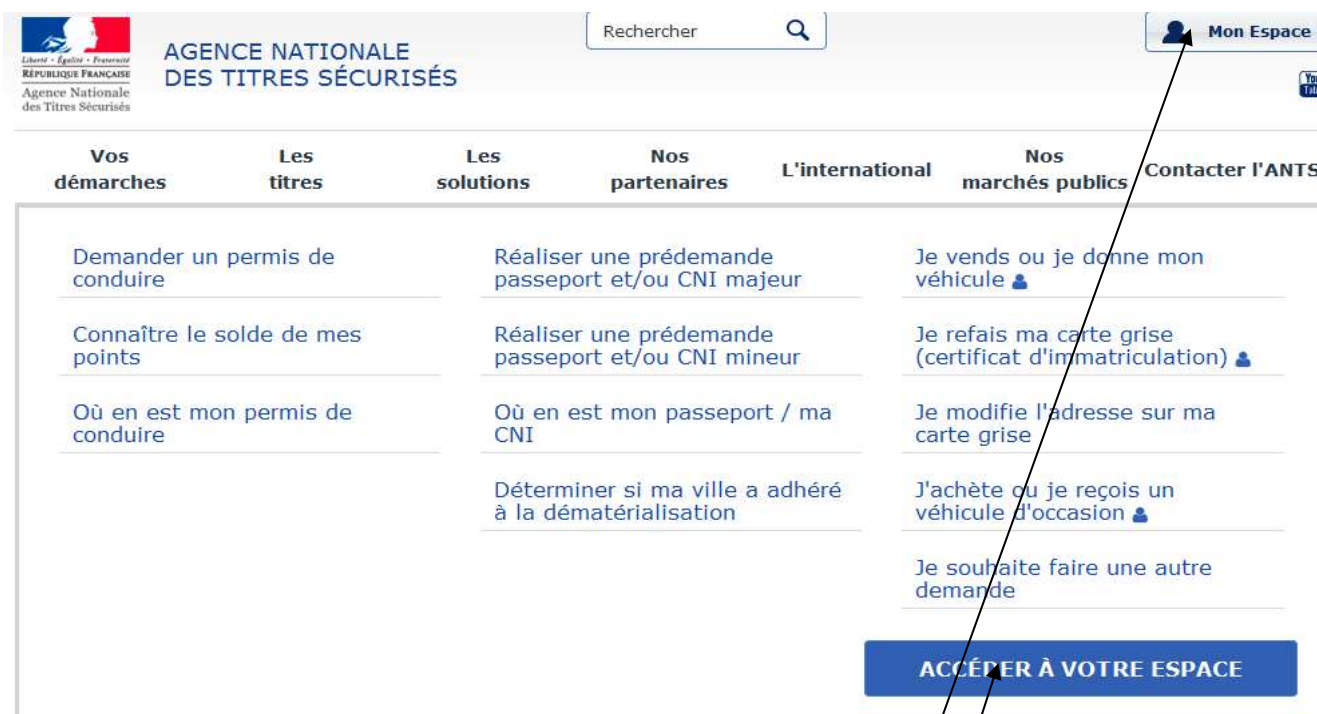 Rechercher
Mon Espace
Liberté • Égalité • Fraternité
RÉPUBLIQUE FRANÇAISE
Agence Nationale
des Titres Sécurisés
AGENCE NATIONALE
DES TITRES SÉCURISÉS
You
Vos
démarches
Les
titres
Les
solutions
Nos
partenaires
L'international
Nos
marchés publics
Contacter l'ANTS
Demander un permis de
conduire
Connaître le solde de mes
points
Où en est mon permis de
conduire
Réaliser une prédemande
passeport et/ou CNI majeur
Réaliser une prédemande
passeport et/ou CNI mineur
Où en est mon passeport / ma
CNI
Déterminer si ma ville a adhéré
à la dématérialisation
Je vends ou je donne mon
véhicule
Je refais ma carte grise
(certificat d'immatriculation)
Je modifie l'adresse sur ma
carte grise
J'achète ou je reçois un
véhicule d'occasion
Je souhaite faire une autre
demande
ACCÉDER À VOTRE ESPACE